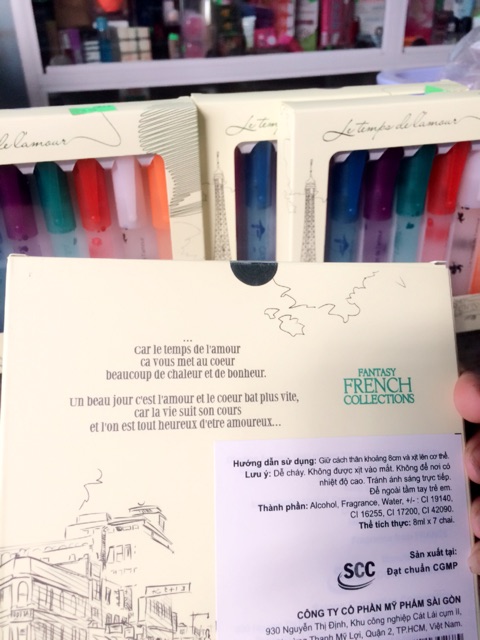 de l'amour
Le temp
Le temps de l'amour
...
Car le temps de l'amour
ca vous met au coeur
beaucoup de chaleur et de bonheur.
Un beau jour c'est l'amour et le coeur bat plus vite,
car la vie suit son cours
et l'on est tout heureux d'etre amoureux...
FANTASY
FRENCH
COLLECTIONS
Hướng dẫn sử dụng: Giữ cách thân khoảng 8cm và xịt lên cơ thể.
Lưu ý: Dễ cháy. Không được xịt vào mắt. Không để nơi có
nhiệt độ cao. Tránh ánh sáng trực tiếp.
Để ngoài tầm tay trẻ em.
Thành phần: Alcohol, Fragrance, Water, +/- : CI 19140,
CI 16255, CI 17200, CI 42090.
Thể tích thực: 8ml x 7 chai.
SCC
Sản xuất tại:
Đạt chuẩn CGMP
CÔNG TY CỔ PHẦN MỸ PHẨM SÀI GÒN
930 Nguyễn Thị Định, Khu công nghiệp Cát Lái cụm II,
Thạnh Mỹ Lợi, Quận 2, TP.HCM, Việt Nam.